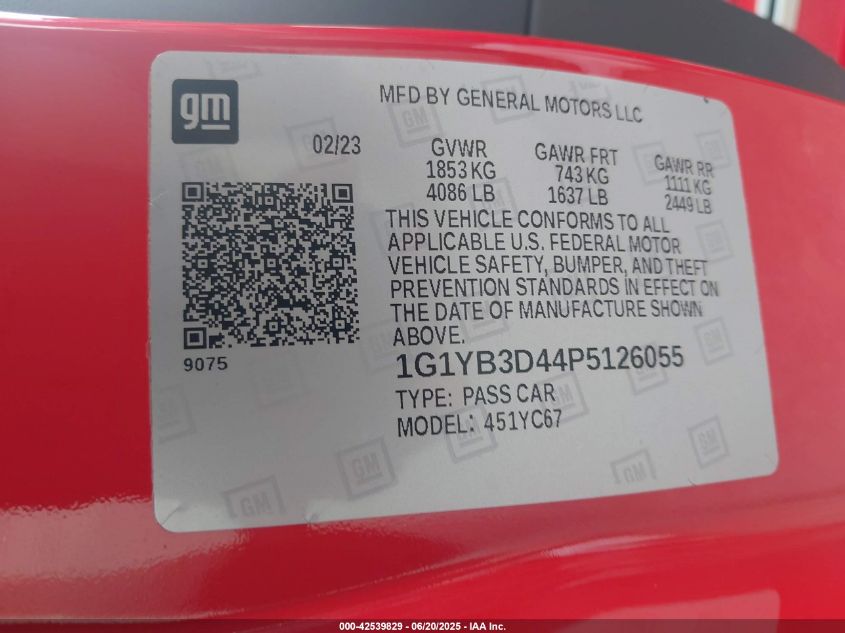 gm
MFD BY GENERAL MOTORS LLC
02/23
GVWR
1853 KG
4086 LB
GAWR FRT
743 KG
1637 LB
GAWR RR
1111 KG
2449 LB
THIS VEHICLE CONFORMS TO ALL
APPLICABLE U.S. FEDERAL MOTOR
VEHICLE SAFETY, BUMPER, AND THEFT
PREVENTION STANDARDS IN EFFECT ON
THE DATE OF MANUFACTURE SHOWN
ABOVE.
9075
1G1YB3D44P5126055
TYPE: PASS CAR
MODEL: 451YC67
000-42539829 - 06/20/2025 - IAA Inc.